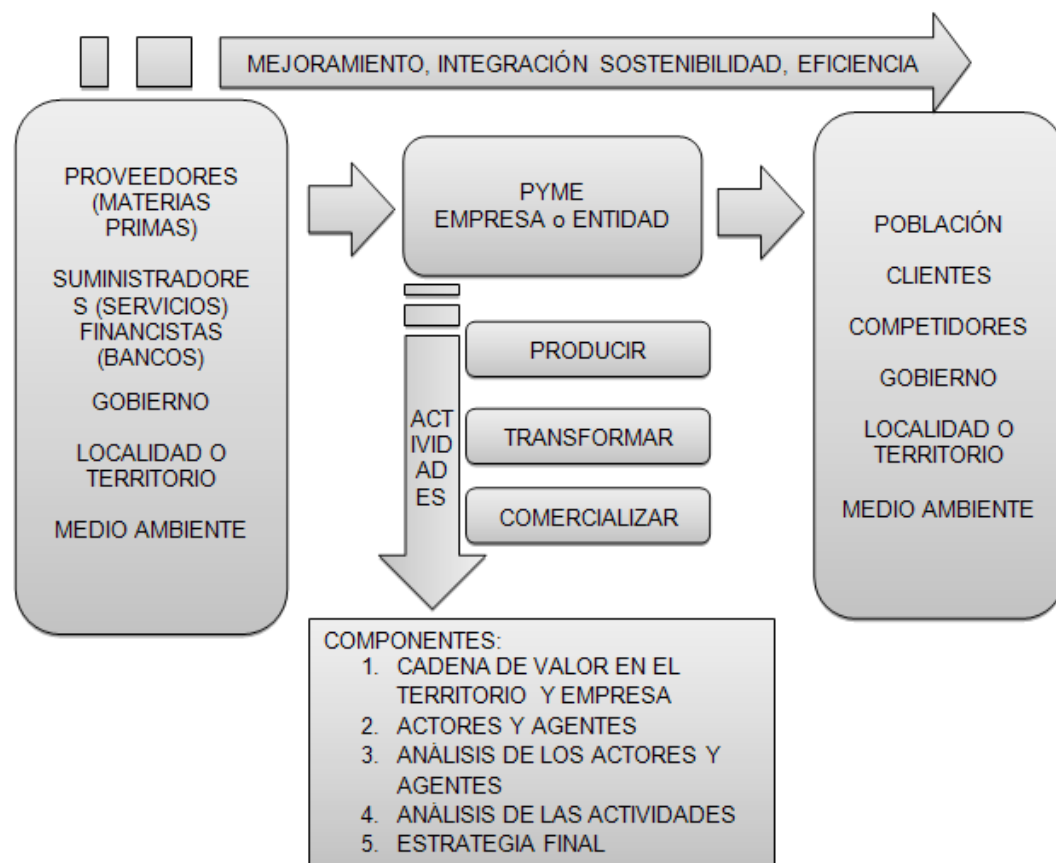 MEJORAMIENTO, INTEGRACIÓN SOSTENIBILIDAD, EFICIENCIA
PROVEEDORES
(MATERIAS
PRIMAS)
SUMINISTRADORE
S (SERVICIOS)
FINANCISTAS
(BANCOS)
GOBIERNO
LOCALIDAD O
TERRITORIO
MEDIO AMBIENTE
PYME
EMPRESA o ENTIDAD
ACT
IVID
AD
ES
PRODUCIR
TRANSFORMAR
COMERCIALIZAR
POBLACIÓN
CLIENTES
COMPETIDORES
GOBIERNO
LOCALIDAD O
TERRITORIO
MEDIO AMBIENTE
COMPONENTES:
1. CADENA DE VALOR EN EL
TERRITORIO Y EMPRESA
2. ACTORES Y AGENTES
3. ANÀLISIS DE LOS ACTORES Y
AGENTES
4. ANÀLISIS DE LAS ACTIVIDADES
5. ESTRATEGIA FINAL